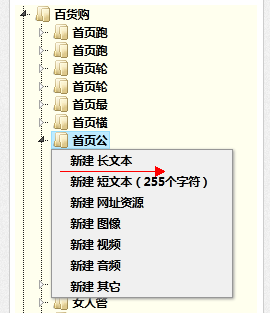 百货购
首页跑
首页跑
首页轮
首页轮
首页最
首页横
首页公
新建 长文本
新建 短文本（255个字符）
新建 网址资源
新建 图像
新建 视频
新建 音频
新建 其它
女人管